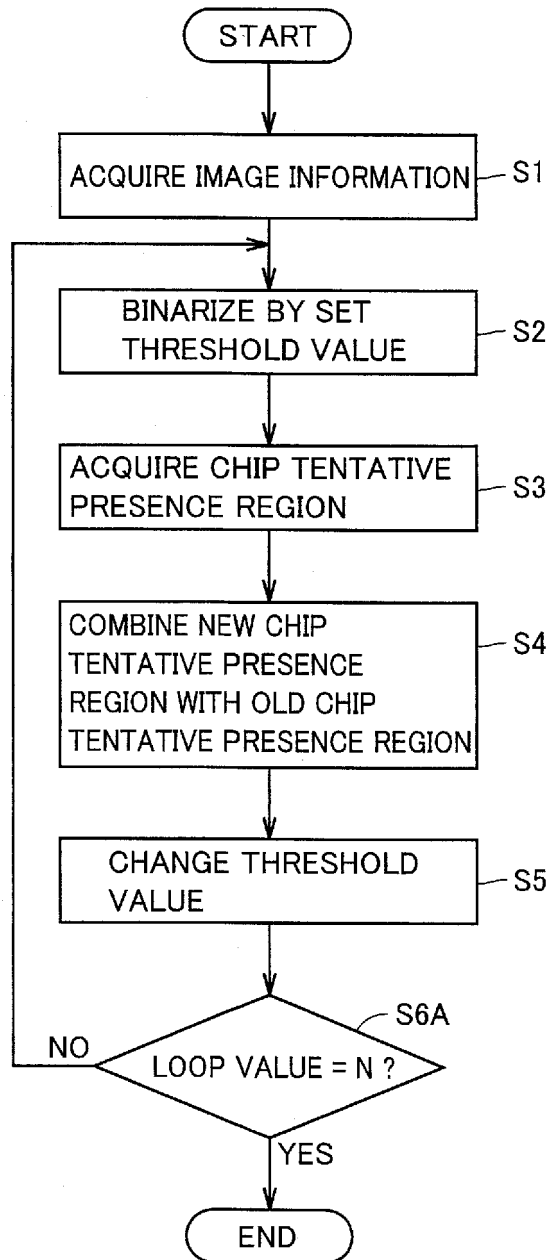 START
ACQUIRE IMAGE INFORMATION
S1
BINARIZE BY SET
THRESHOLD VALUE
S2
ACQUIRE CHIP TENTATIVE
PRESENCE REGION
S3
COMBINE NEW CHIP
TENTATIVE PRESENCE
REGION WITH OLD CHIP
TENTATIVE PRESENCE REGION
S4
CHANGE THRESHOLD
VALUE
S5
S6A
NO
LOOP VALUE = N ?
YES
END